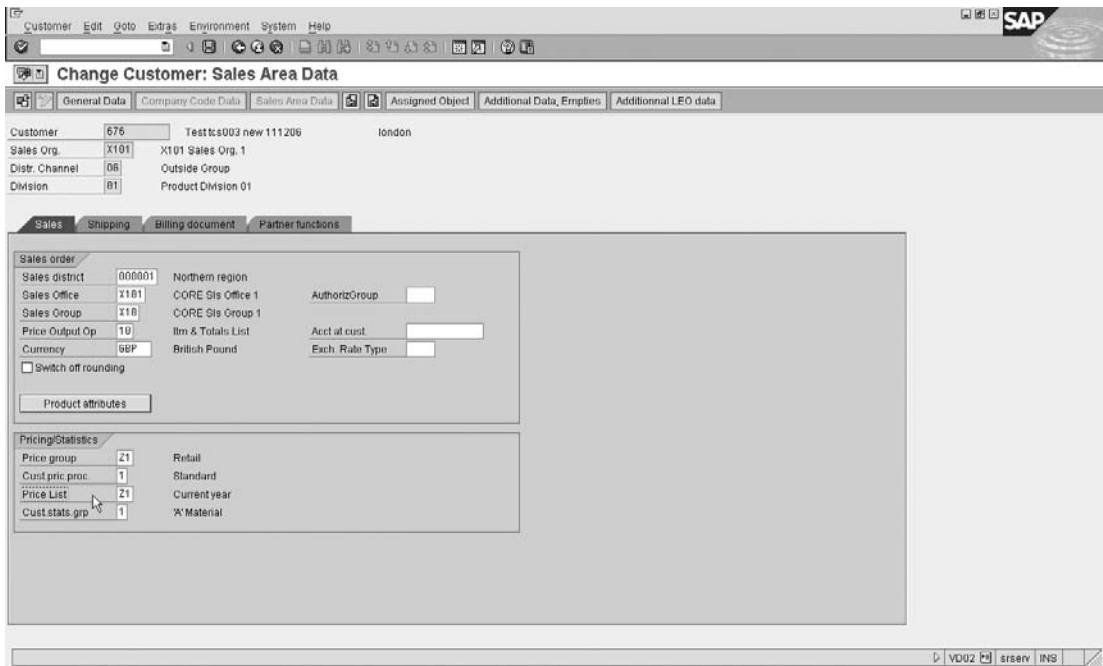 Customer Edit Goto Extras Environment System Help
SAP
Change Customer: Sales Area Data
General Data Company Code Data Sales Area Data Assigned Object Additional Data, Empties Additionnal LEO data
Customer 676 Test tcs003 new 111206 london
Sales Org. X101 X101 Sales Org. 1
Distr. Channel 06 Outside Group
Division 01 Product Division 01
Sales Shipping Billing document Partner functions
Sales order
Sales district 000001 Northern region
Sales Office X101 CORE Sls Office 1 AuthorizGroup
Sales Group X10 CORE Sls Group 1
Price Output Op 10 Itm & Totals List Acct at cust.
Currency GBP British Pound Exch. Rate Type
Switch off rounding
Product attributes
Pricing/Statistics
Price group Z1 Retail
Cust.pric.proc. 1 Standard
Price List Z1 Current year
Cust.stats.grp 1 'A' Material
VD02 srserv INS